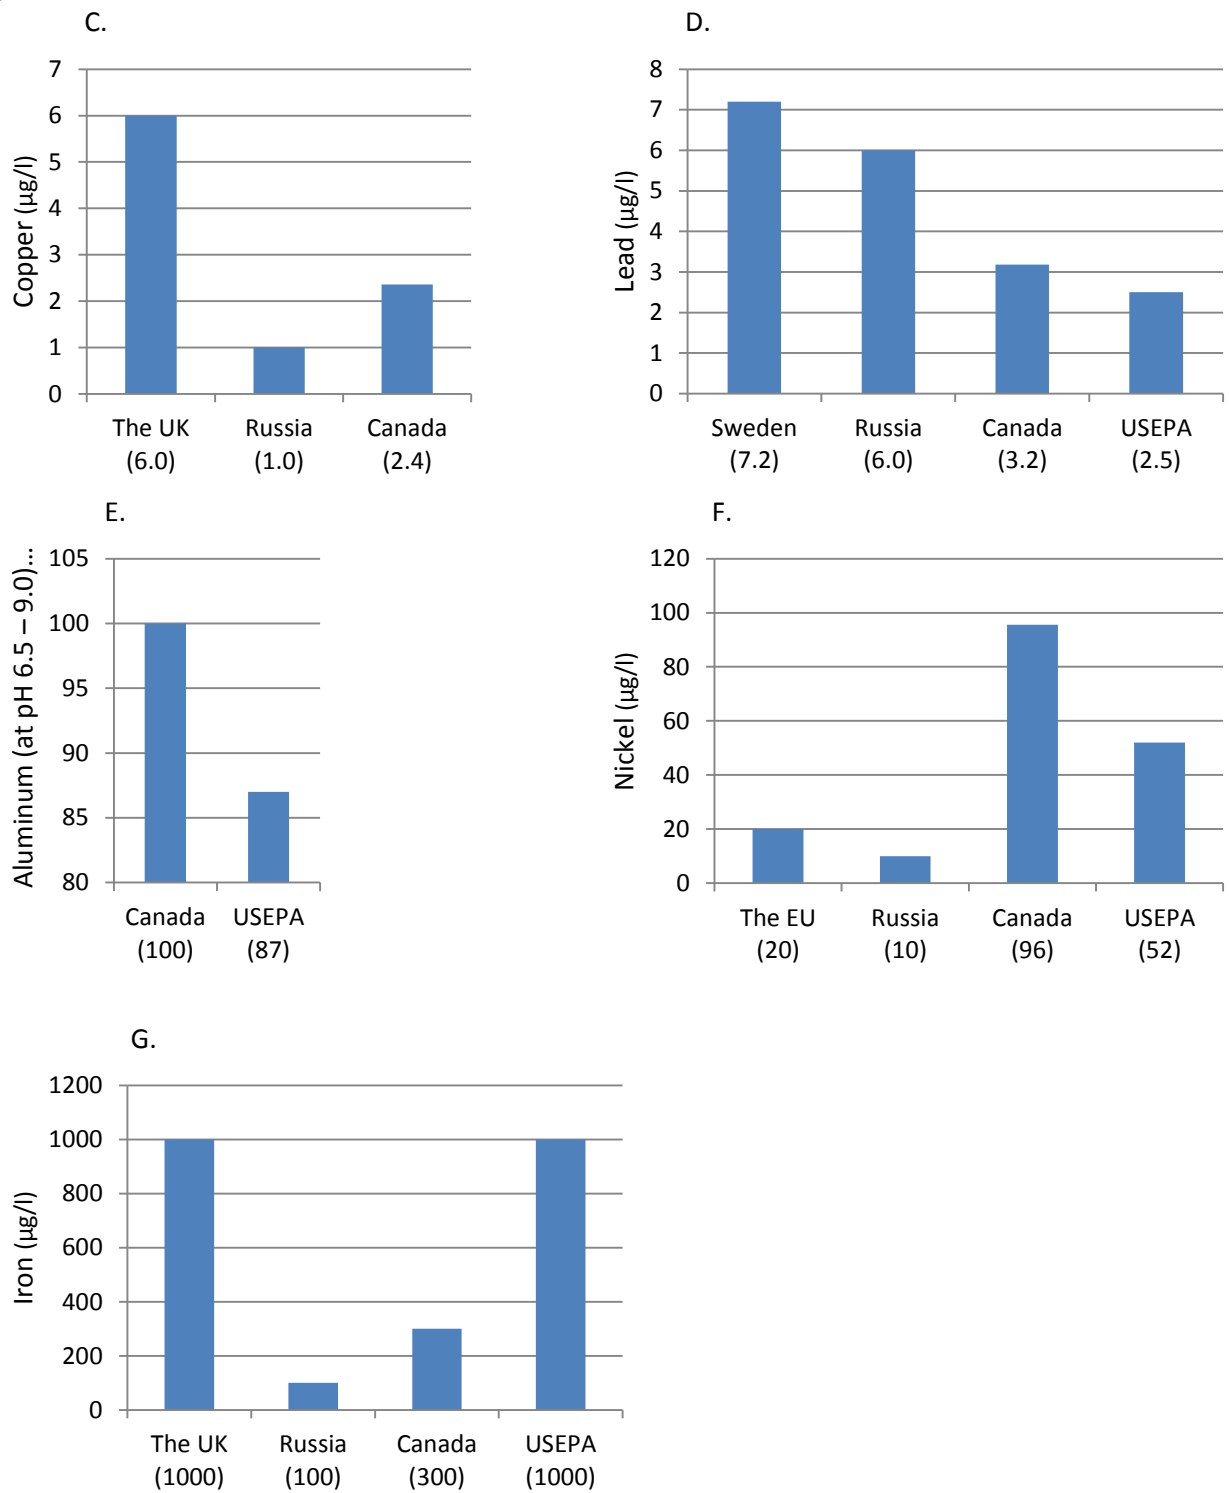 C.
Copper (µg/l)
7
6
5
4
3
2
1
0
The UK Russia Canada
(6.0) (1.0) (2.4)
D.
Lead (µg/l)
8
7
6
5
4
3
2
1
0
Sweden Russia Canada USEPA
(7.2) (6.0) (3.2) (2.5)
E.
Aluminum (at pH 6.5 – 9.0)...
105
100
95
90
85
80
Canada USEPA
(100) (87)
F.
Nickel (µg/l)
120
100
80
60
40
20
0
The EU Russia Canada USEPA
(20) (10) (96) (52)
G.
Iron (µg/l)
1200
1000
800
600
400
200
0
The UK Russia Canada USEPA
(1000) (100) (300) (1000)